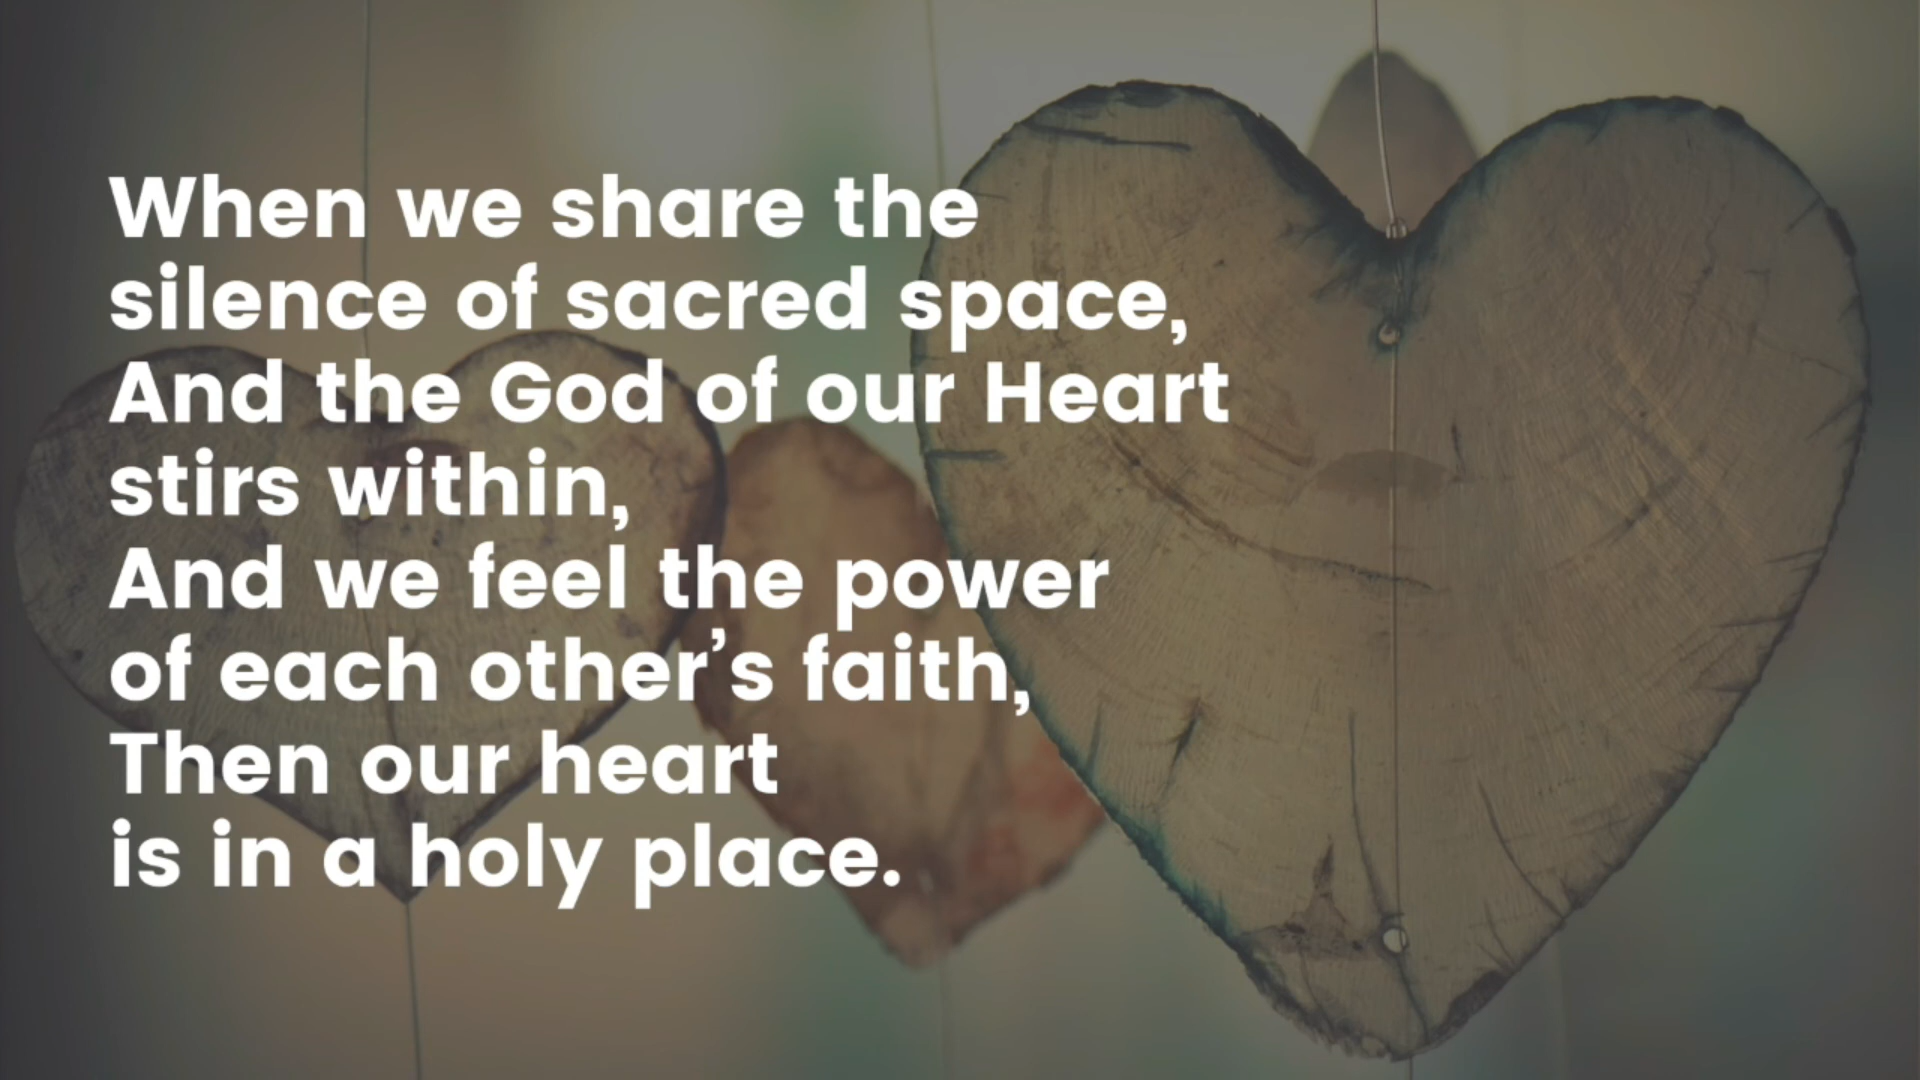 When we share the
silence of sacred space,
And the God of our Heart
stirs within,
And we feel the power
of each other’s faith,
Then our heart
is in a holy place.